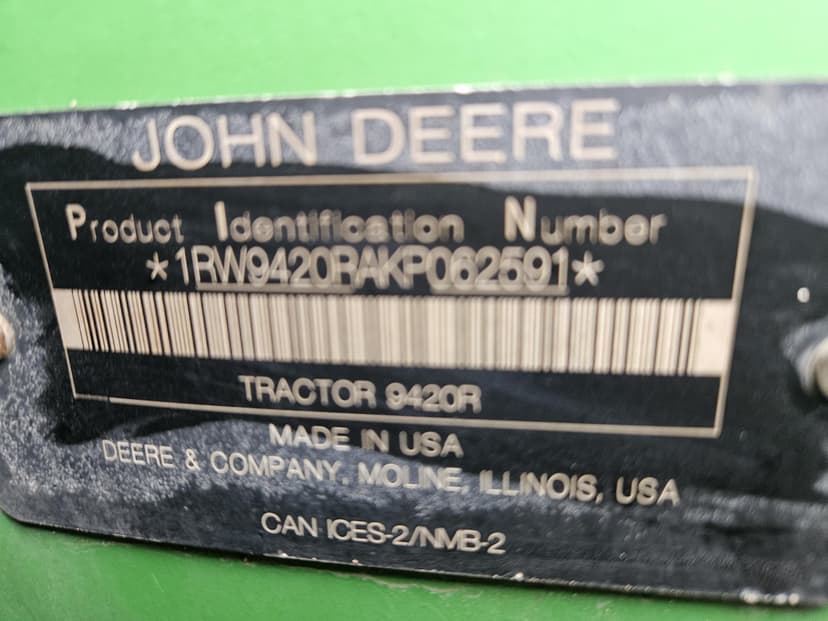 JOHN DEERE
Product Identification Number
*1RW9420RAKP062591*
TRACTOR 9420R
MADE IN USA
DEERE & COMPANY, MOLINE, ILLINOIS, USA
CAN ICES-2/NMB-2